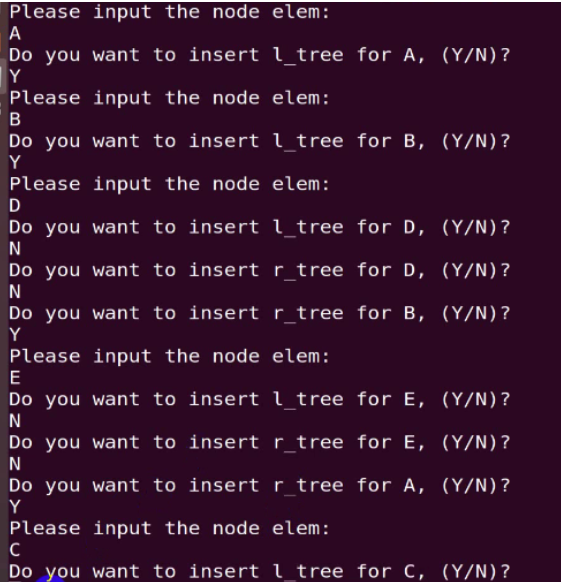 Please input the node elem:
A
Do you want to insert l_tree for A, (Y/N)?
Y
Please input the node elem:
B
Do you want to insert l_tree for B, (Y/N)?
Y
Please input the node elem:
D
Do you want to insert l_tree for D, (Y/N)?
N
Do you want to insert r_tree for D, (Y/N)?
N
Do you want to insert r_tree for B, (Y/N)?
Y
Please input the node elem:
E
Do you want to insert l_tree for E, (Y/N)?
N
Do you want to insert r_tree for E, (Y/N)?
N
Do you want to insert r_tree for A, (Y/N)?
Y
Please input the node elem:
C
Do you want to insert l_tree for C, (Y/N)?